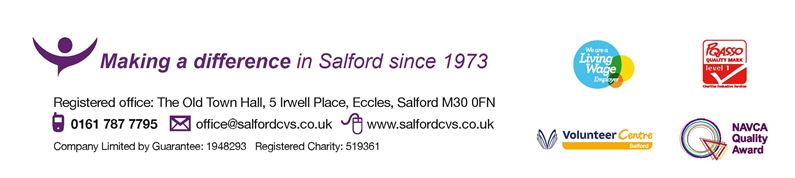 Making a difference in Salford since 1973
Registered office: The Old Town Hall, 5 Irwell Place, Eccles, Salford M30 0FN
0161 787 7795 office@salfordcvs.co.uk www.salfordcvs.co.uk
Company Limited by Guarantee: 1948293 Registered Charity: 519361
We are a
Living
Wage
Employer
PQASSO
QUALITY MARK
level 1
Charities Evaluation Services
Volunteer Centre
Salford
NAVCA
Quality
Award